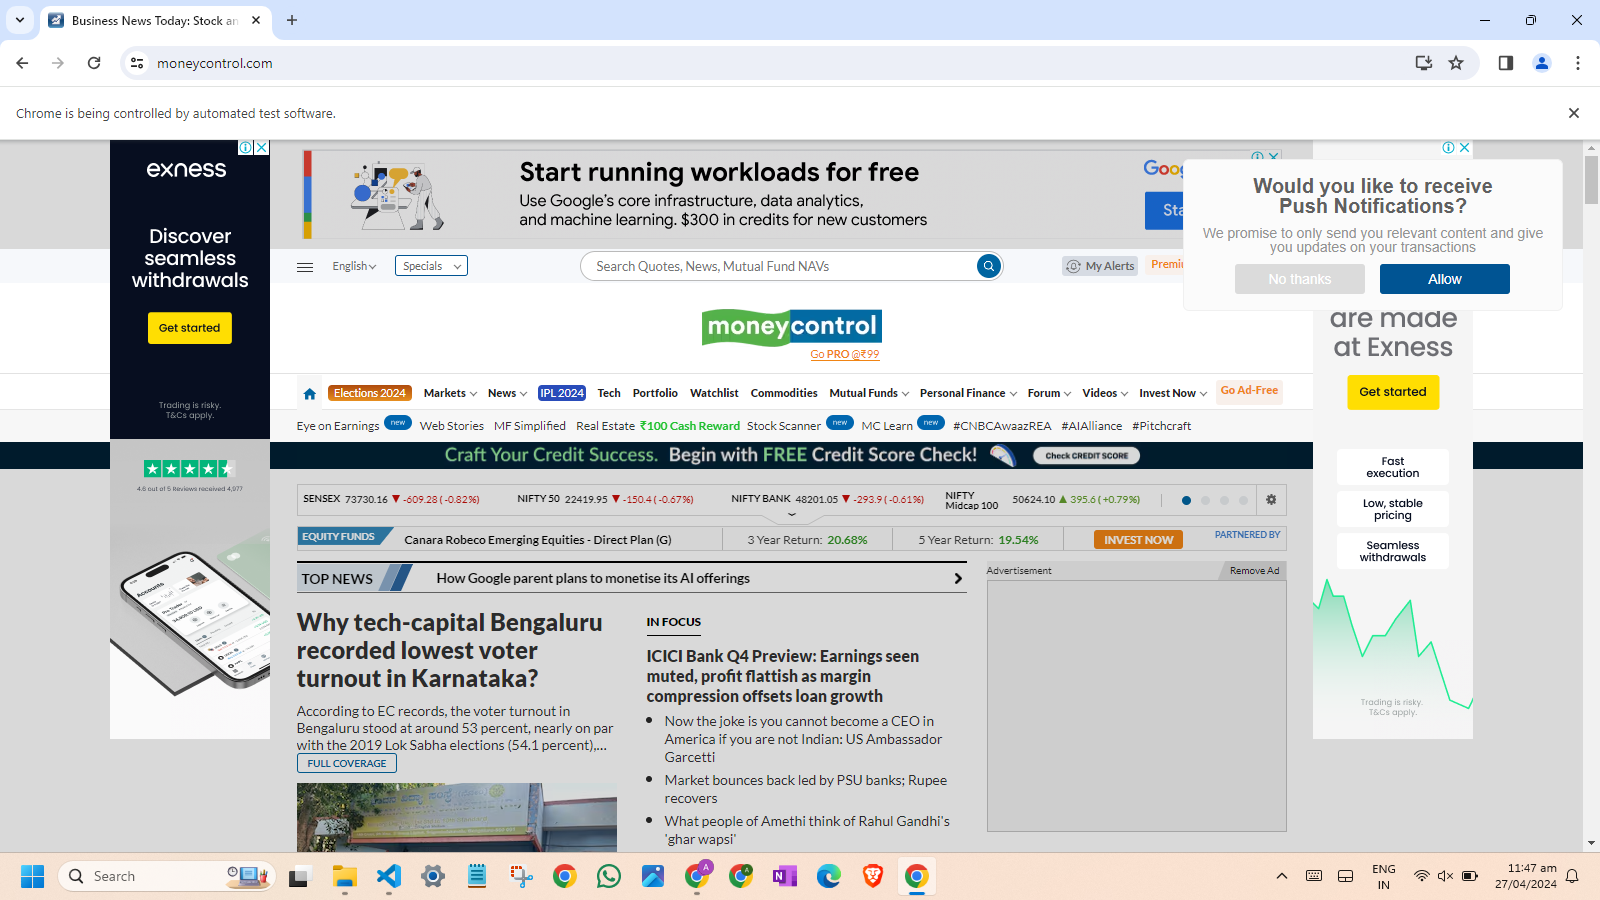 Business News Today: Stock an
moneycontrol.com
Chrome is being controlled by automated test software.
exness
Discover
seamless
withdrawals
Get started
Trading is risky.
T&Cs apply.
4.6 out of 5 Reviews received 4,977
Start running workloads for free
Use Google's core infrastructure, data analytics,
and machine learning. $300 in credits for new customers
Would you like to receive
Push Notifications?
We promise to only send you relevant content and give
you updates on your transactions
No thanks
Allow
English
Specials
Search Quotes, News, Mutual Fund NAVs
My Alerts
moneycontrol
Go PRO @₹99
are made
at Exness
Get started
Fast
execution
Low, stable
pricing
Seamless
withdrawals
Trading is risky.
T&Cs apply.
Elections 2024 Markets News IPL 2024 Tech Portfolio Watchlist Commodities Mutual Funds Personal Finance Forum Videos Invest Now Go Ad-Free
Eye on Earnings new Web Stories MF Simplified Real Estate ₹100 Cash Reward Stock Scanner new MC Learn new #CNBCAwaazREA #AIAlliance #Pitchcraft
Craft Your Credit Success. Begin with FREE Credit Score Check! Check CREDIT SCORE
SENSEX 73730.16 -609.28 (-0.82%) NIFTY 50 22419.95 -150.4 (-0.67%) NIFTY BANK 48201.05 -293.9 (-0.61%) NIFTY Midcap 100 50624.10 395.6 (+0.79%)
EQUITY FUNDS Canara Robeco Emerging Equities - Direct Plan (G) 3 Year Return: 20.68% 5 Year Return: 19.54% INVEST NOW PARTNERED BY
TOP NEWS How Google parent plans to monetise its AI offerings
Advertisement Remove Ad
Why tech-capital Bengaluru
recorded lowest voter
turnout in Karnataka?
According to EC records, the voter turnout in
Bengaluru stood at around 53 percent, nearly on par
with the 2019 Lok Sabha elections (54.1 percent),...
FULL COVERAGE
IN FOCUS
ICICI Bank Q4 Preview: Earnings seen
muted, profit flattish as margin
compression offsets loan growth
Now the joke is you cannot become a CEO in
America if you are not Indian: US Ambassador
Garcetti
Market bounces back led by PSU banks; Rupee
recovers
What people of Amethi think of Rahul Gandhi's
'ghar wapsi'
Search
ENG
IN
11:47 am
27/04/2024